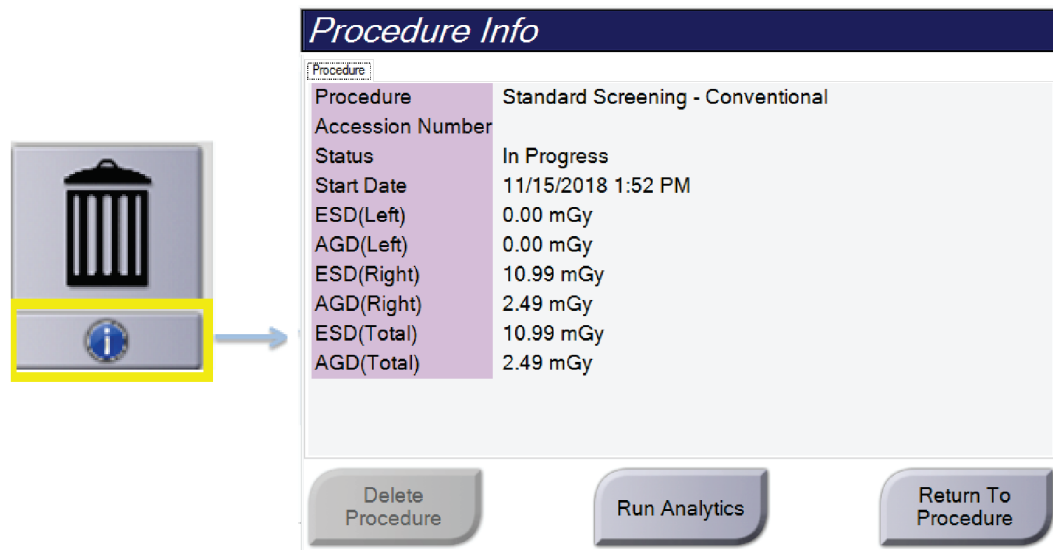 Procedure Info
Procedure
Procedure Standard Screening - Conventional
Accession Number
Status In Progress
Start Date 11/15/2018 1:52 PM
ESD(Left) 0.00 mGy
AGD(Left) 0.00 mGy
ESD(Right) 10.99 mGy
AGD(Right) 2.49 mGy
ESD(Total) 10.99 mGy
AGD(Total) 2.49 mGy
Delete
Procedure
Run Analytics
Return To
Procedure